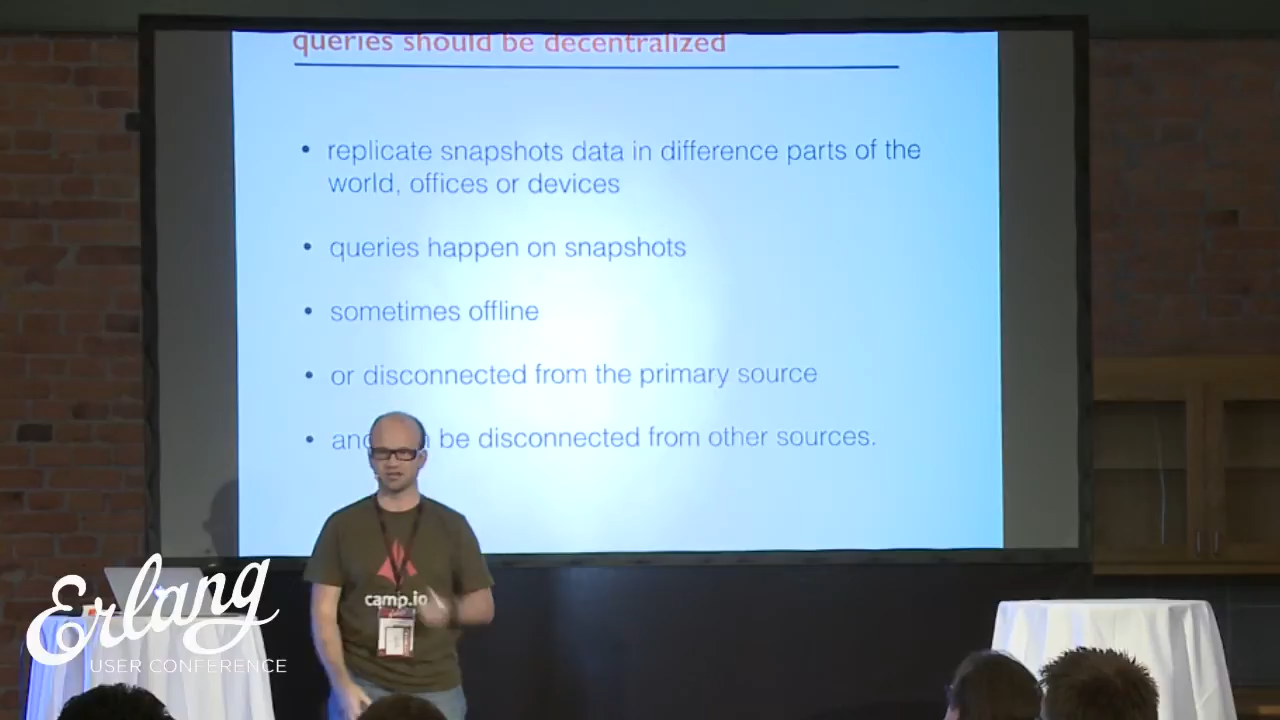 queries should be decentralized
• replicate snapshots data in difference parts of the
world, offices or devices
• queries happen on snapshots
• sometimes offline
• or disconnected from the primary source
• be disconnected from other sources.
camp.io
Erlang
USER CONFERENCE